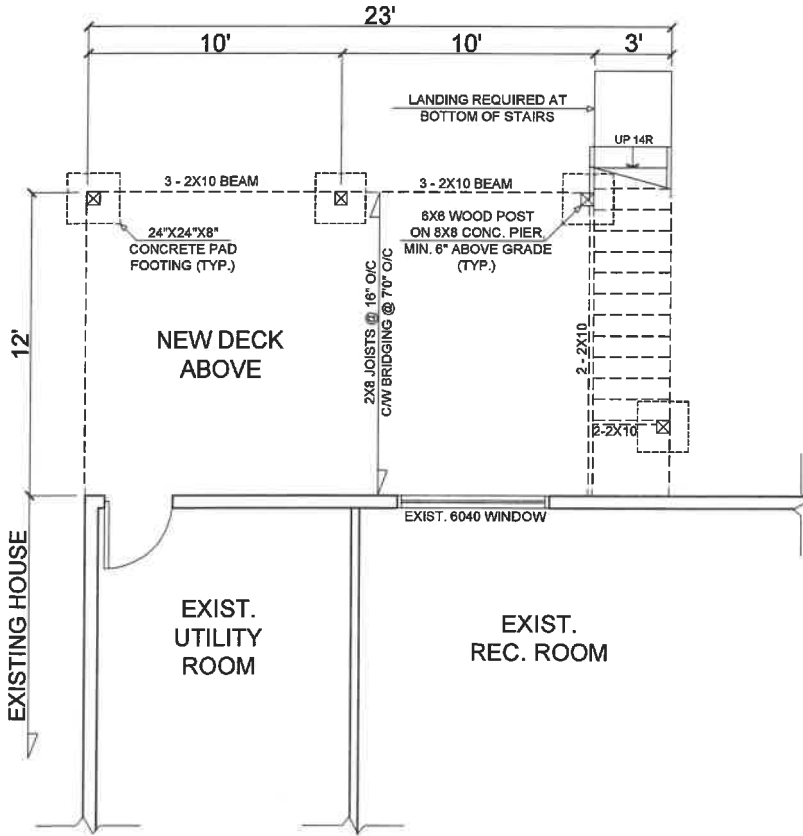 23'
10'
10'
3'
LANDING REQUIRED AT
BOTTOM OF STAIRS
UP 14R
3 - 2X10 BEAM
3 - 2X10 BEAM
24"X24"X8"
CONCRETE PAD
FOOTING (TYP.)
6X6 WOOD POST
ON 8X8 CONC. PIER,
MIN. 6" ABOVE GRADE
(TYP.)
12'
NEW DECK
ABOVE
2X8 JOISTS @ 16" O/C
C/W BRIDGING @ 7'0" O/C
2 - 2X10
2-2X10
EXIST. 6040 WINDOW
EXISTING HOUSE
EXIST.
UTILITY
ROOM
EXIST.
REC. ROOM